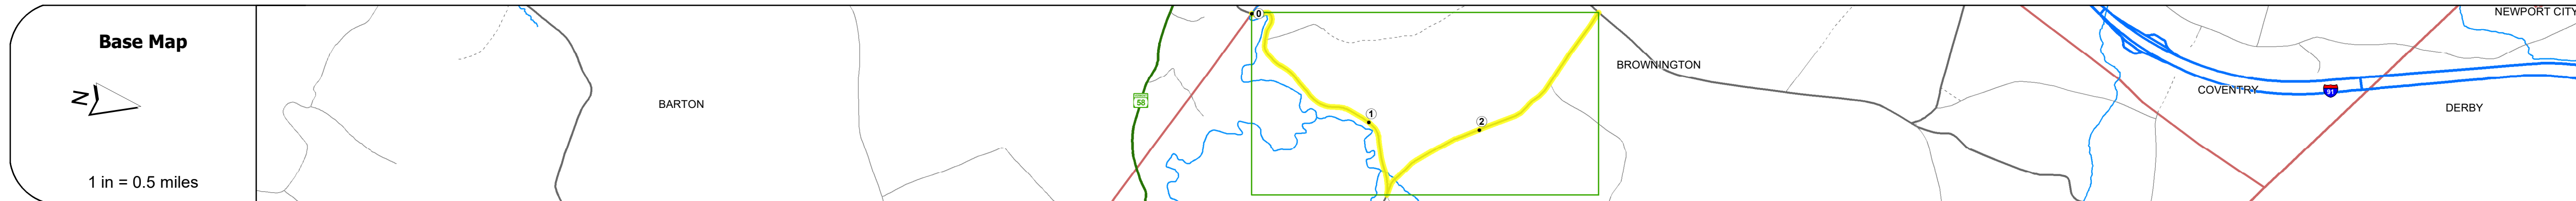 Base Map
N
1 in = 0.5 miles
BARTON
58
0
1
2
BROWNINGTON
COVENTRY
91
DERBY
NEWPORT CITY